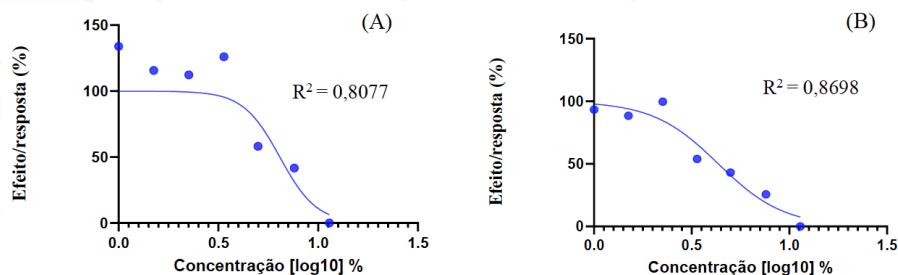 (A)
150
100
50
0
Efeito/resposta (%)
R² = 0,8077
0.0 0.5 1.0 1.5
Concentração [log10] %
(B)
150
100
50
0
Efeito/resposta (%)
R² = 0,8698
0.0 0.5 1.0 1.5
Concentração [log10] %